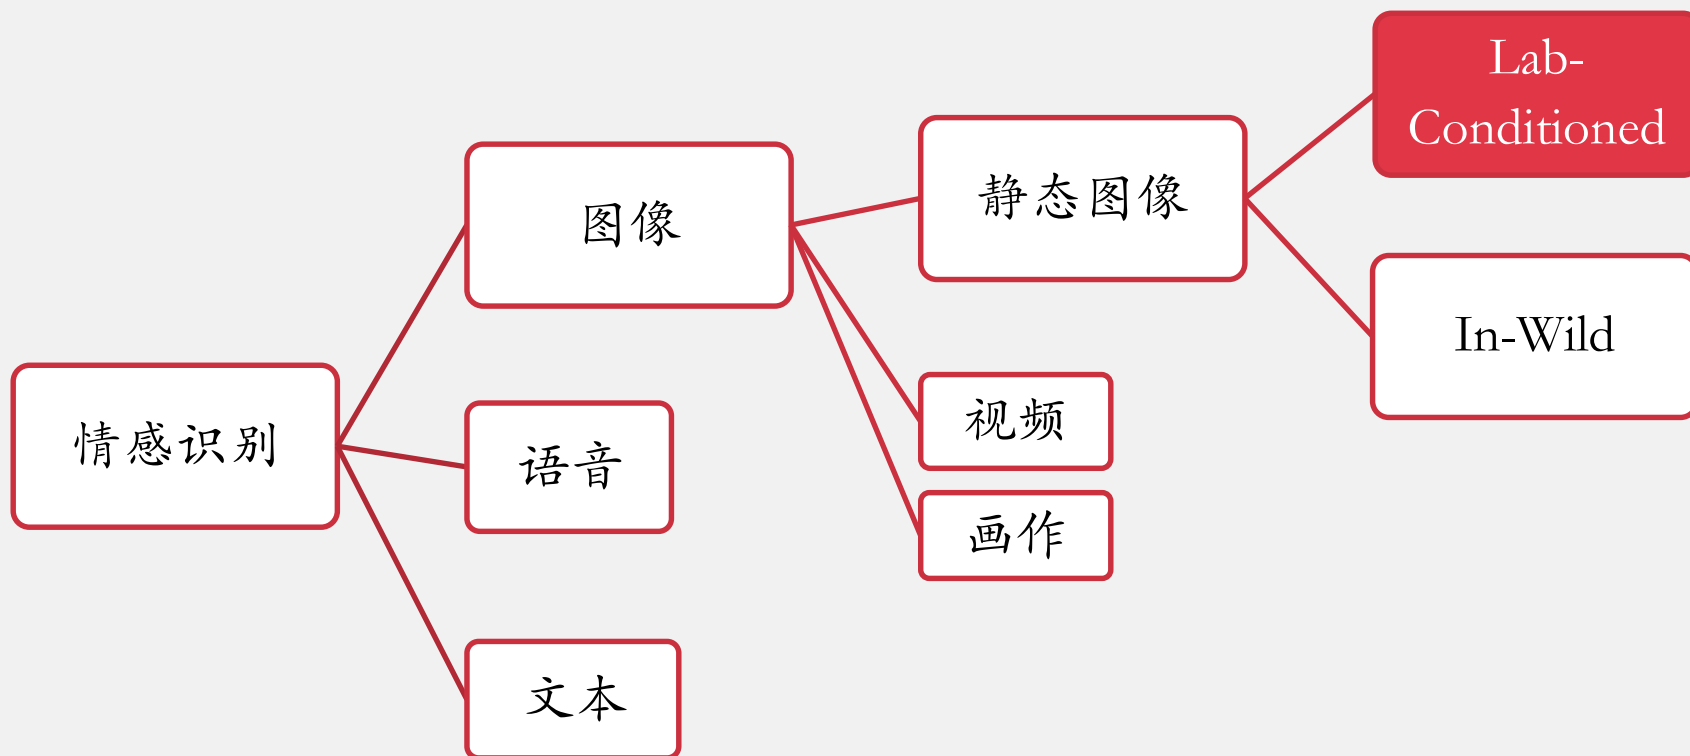 情感识别
图像
语音
文本
静态图像
视频
画作
Lab-
Conditioned
In-Wild